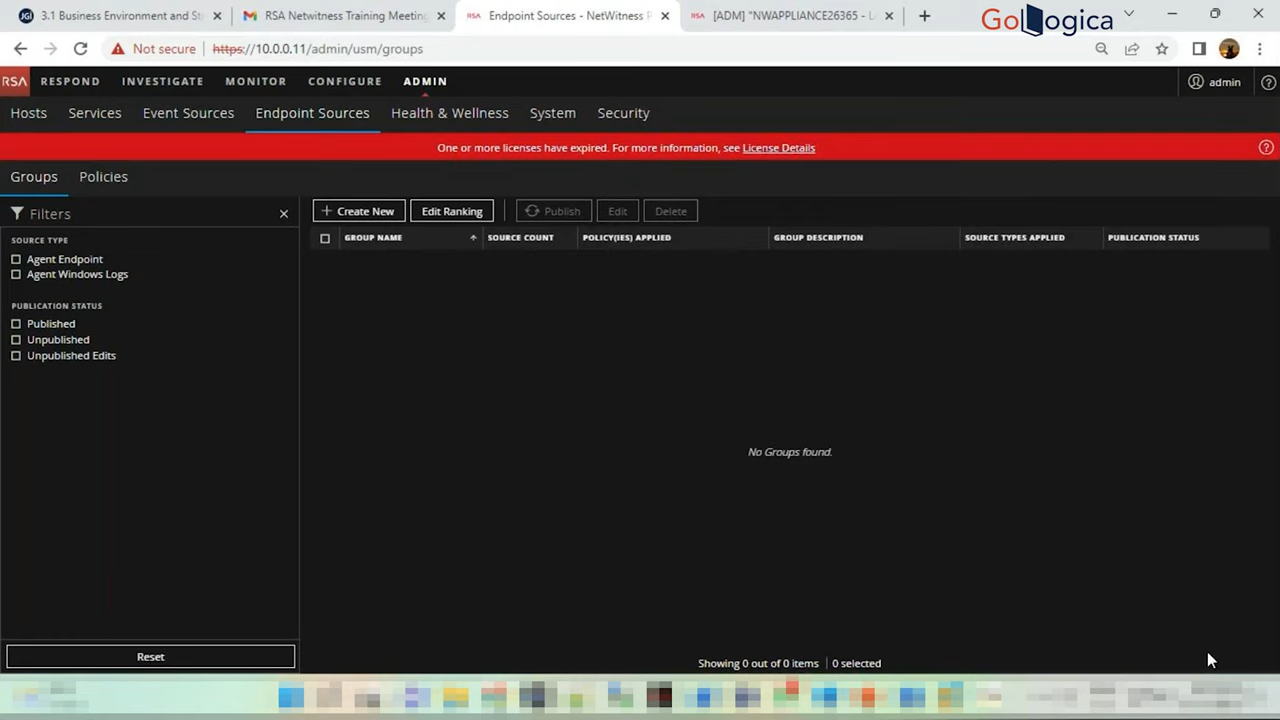 3.1 Business Environment and St
RSA Netwitness Training Meeting
Endpoint Sources - NetWitness P
[ADM] "NWAPPLIANCE26365 - L
GoLogica
Not secure
https://10.0.0.11/admin/usm/groups
RSA
RESPOND
INVESTIGATE
MONITOR
CONFIGURE
ADMIN
admin
Hosts
Services
Event Sources
Endpoint Sources
Health & Wellness
System
Security
One or more licenses have expired. For more information, see License Details
Groups
Policies
Filters
Create New
Edit Ranking
Publish
Edit
Delete
SOURCE TYPE
GROUP NAME
SOURCE COUNT
POLICY(IES) APPLIED
GROUP DESCRIPTION
SOURCE TYPES APPLIED
PUBLICATION STATUS
Agent Endpoint
Agent Windows Logs
PUBLICATION STATUS
Published
Unpublished
Unpublished Edits
No Groups found.
Reset
Showing 0 out of 0 items
0 selected